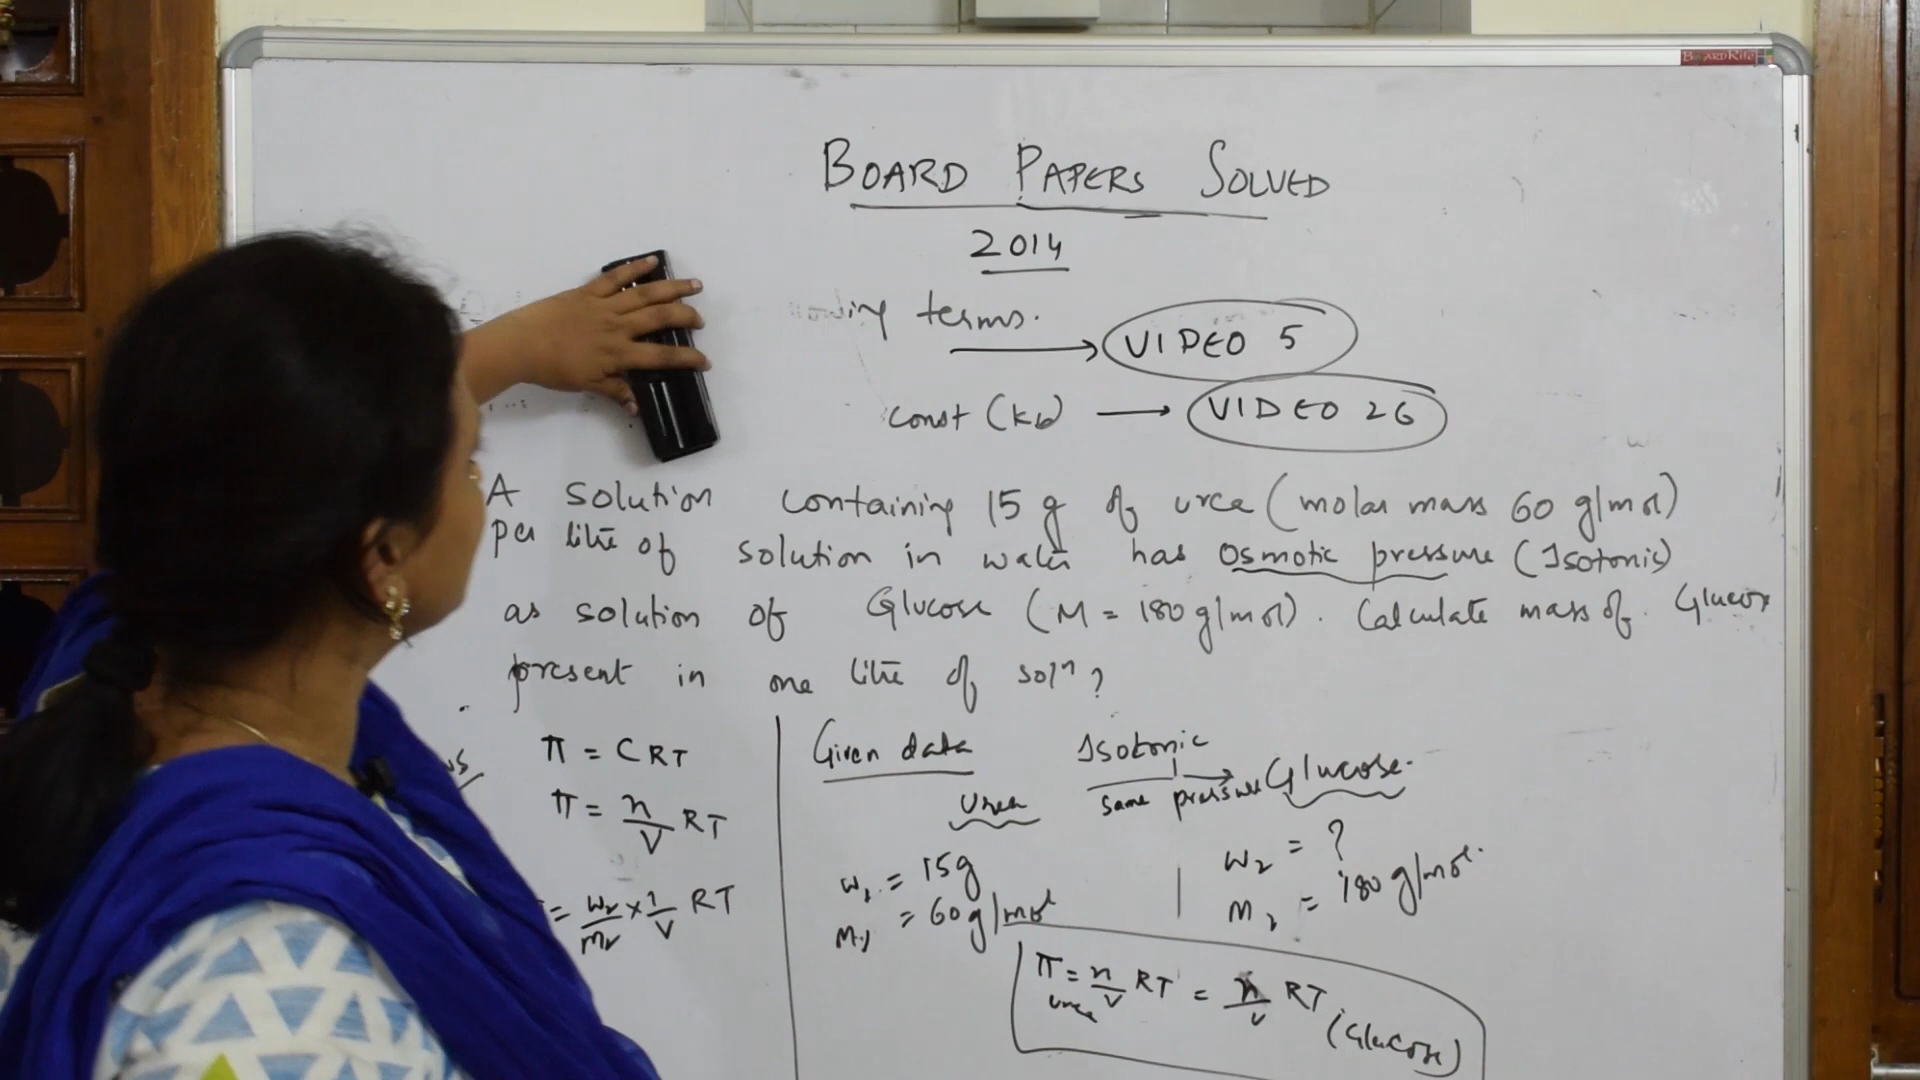 BOARDRITE
BOARD PAPERS SOLVED
2014
terms.
VIDEO 5
const (Kb) → VIDEO 26
A solution containing 15 g of urea (molar mass 60 g/mol)
per litre of solution in water has osmotic pressure (Isotonic)
as solution of Glucose (M = 180 g/mol). Calculate mass of Glucose
present in one litre of solⁿ?
π = CRT
π = n/V RT
= w₂/m₂ × 1/V RT
Given data
Urea
Isotonic
same pressure
Glucose.
w₁ = 15g
M₁ = 60 g/mol
w₂ = ?
M₂ = 180 g/mol.
π = n/V RT = n/V RT
urea
(Glucose)